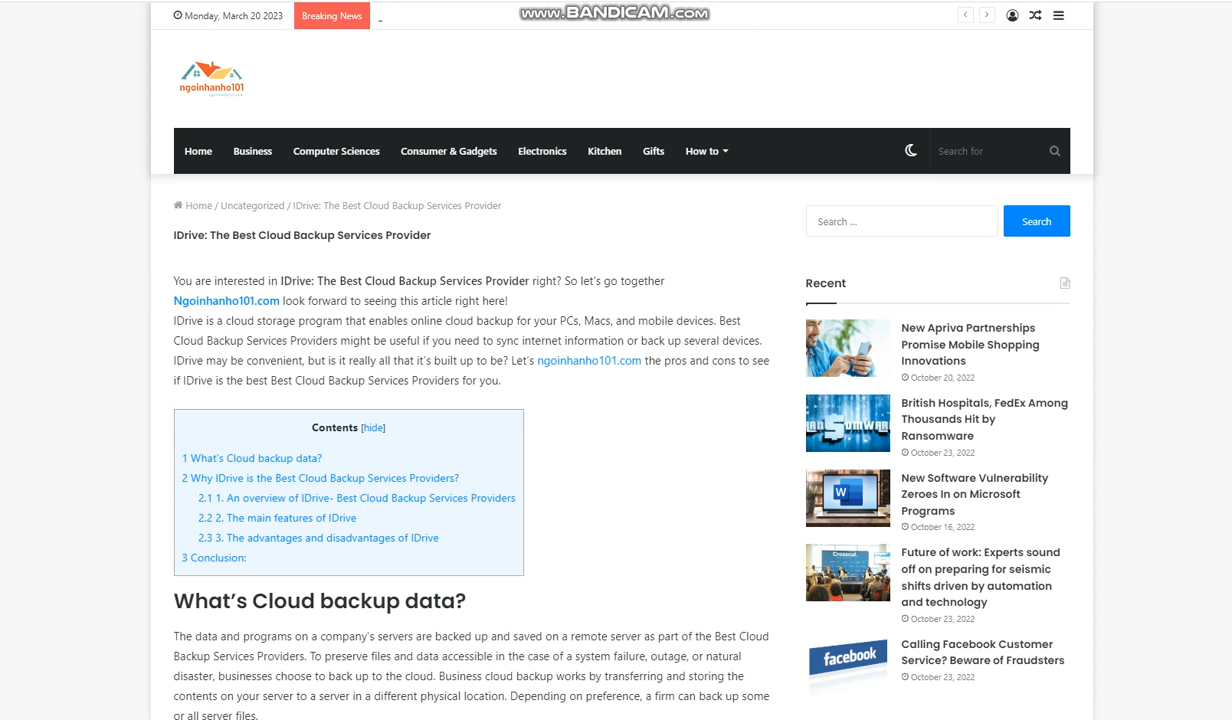 Monday, March 20 2023
Breaking News
www.BANDICAM.com
ngoinhanho101
Home
Business
Computer Sciences
Consumer & Gadgets
Electronics
Kitchen
Gifts
How to
Search for
Home / Uncategorized / IDrive: The Best Cloud Backup Services Provider
IDrive: The Best Cloud Backup Services Provider
You are interested in IDrive: The Best Cloud Backup Services Provider right? So let's go together
Ngoinhanho101.com look forward to seeing this article right here!
IDrive is a cloud storage program that enables online cloud backup for your PCs, Macs, and mobile devices. Best
Cloud Backup Services Providers might be useful if you need to sync internet information or back up several devices.
IDrive may be convenient, but is it really all that it's built up to be? Let's ngoinhanho101.com the pros and cons to see
if IDrive is the best Best Cloud Backup Services Providers for you.
Contents [hide]
1 What's Cloud backup data?
2 Why IDrive is the Best Cloud Backup Services Providers?
2.1 1. An overview of IDrive- Best Cloud Backup Services Providers
2.2 2. The main features of IDrive
2.3 3. The advantages and disadvantages of IDrive
3 Conclusion:
What's Cloud backup data?
The data and programs on a company's servers are backed up and saved on a remote server as part of the Best Cloud
Backup Services Providers. To preserve files and data accessible in the case of a system failure, outage, or natural
disaster, businesses choose to back up to the cloud. Business cloud backup works by transferring and storing the
contents on your server to a server in a different physical location. Depending on preference, a firm can back up some
or all server files.
Search ...
Search
Recent
New Apriva Partnerships
Promise Mobile Shopping
Innovations
October 20, 2022
British Hospitals, FedEx Among
Thousands Hit by
Ransomware
October 23, 2022
New Software Vulnerability
Zeroes In on Microsoft
Programs
October 16, 2022
W
Crosscut.
Future of work: Experts sound
off on preparing for seismic
shifts driven by automation
and technology
October 23, 2022
facebook
Calling Facebook Customer
Service? Beware of Fraudsters
October 23, 2022